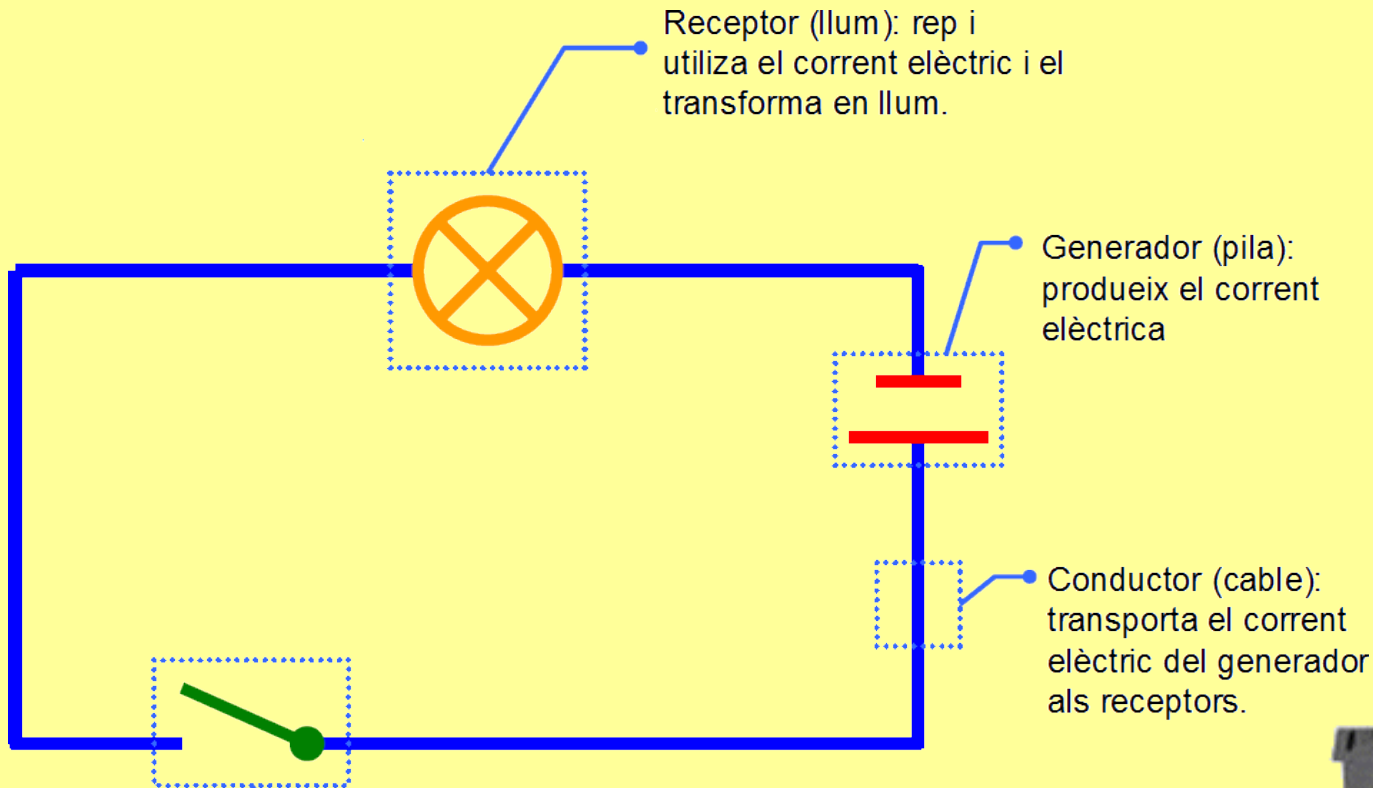 Receptor (llum): rep i
utiliza el corrent elèctric i el
transforma en llum.
Generador (pila):
produeix el corrent
elèctrica
Conductor (cable):
transporta el corrent
elèctric del generador
als receptors.